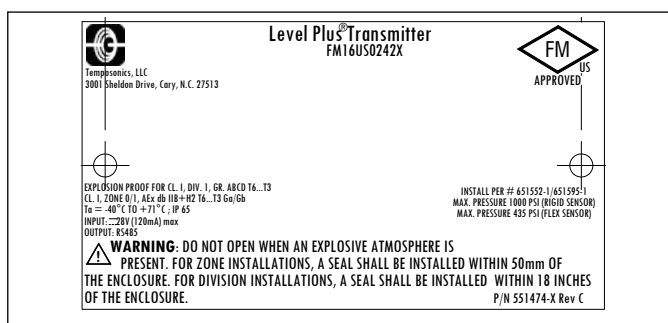 Level Plus® Transmitter
FM16US0242X
FM
US
APPROVED
Temposonics, LLC
3001 Sheldon Drive, Cary, N.C. 27513
EXPLOSION PROOF FOR CL. I, DIV. 1, GR. ABCD T6...T3
CL. I, ZONE 0/1, AEx db IIB+H2 T6...T3 Ga/Gb
Ta = -40°C TO +71°C ; IP 65
INPUT: ⎓28V (120mA) max
OUTPUT: RS485
INSTALL PER # 651552-1/651595-1
MAX. PRESSURE 1000 PSI (RIGID SENSOR)
MAX. PRESSURE 435 PSI (FLEX SENSOR)
WARNING: DO NOT OPEN WHEN AN EXPLOSIVE ATMOSPHERE IS
PRESENT. FOR ZONE INSTALLATIONS, A SEAL SHALL BE INSTALLED WITHIN 50mm OF
THE ENCLOSURE. FOR DIVISION INSTALLATIONS, A SEAL SHALL BE INSTALLED WITHIN 18 INCHES
OF THE ENCLOSURE.
P/N 551474-X Rev C